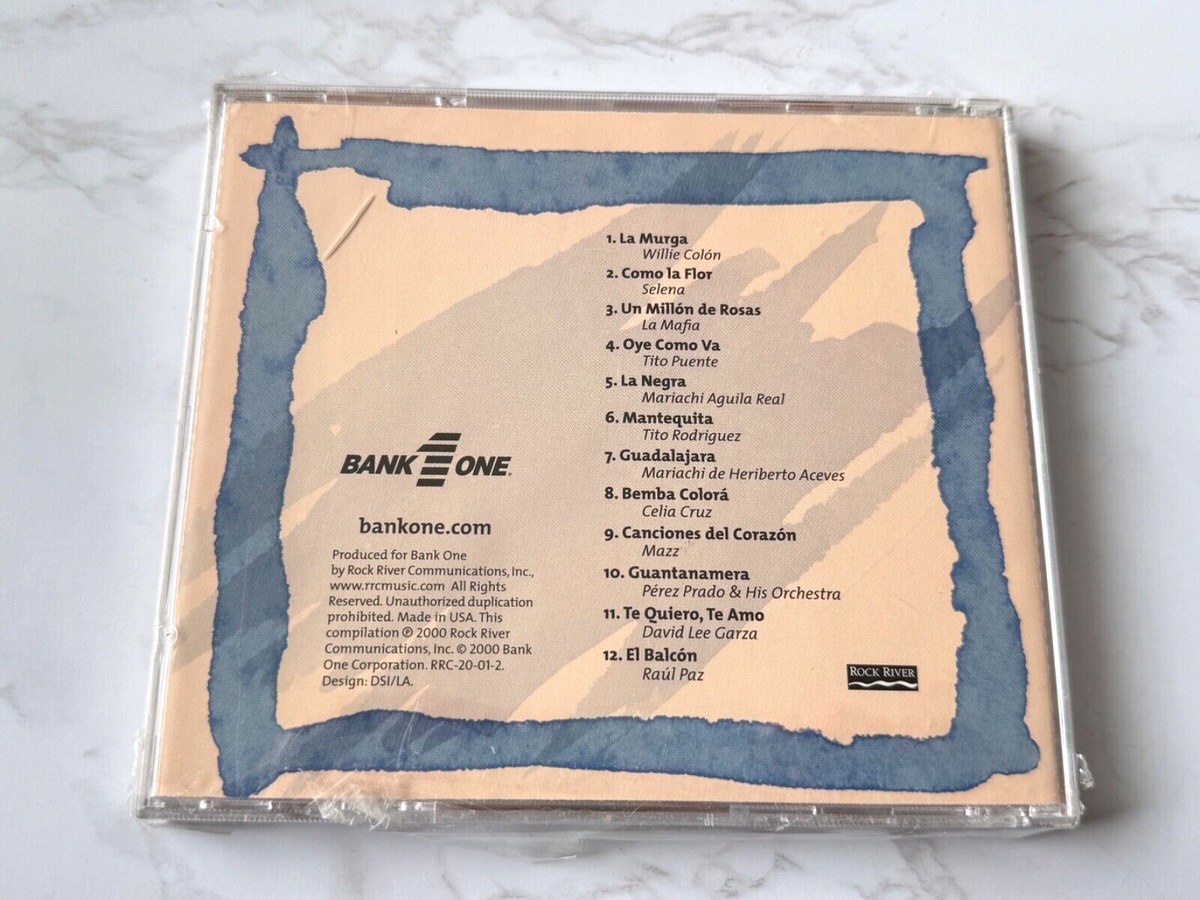 1. La Murga
Willie Colón
2. Como la Flor
Selena
3. Un Millón de Rosas
La Mafia
4. Oye Como Va
Tito Puente
5. La Negra
Mariachi Aguila Real
6. Mantequita
Tito Rodriguez
7. Guadalajara
Mariachi de Heriberto Aceves
8. Bemba Colorá
Celia Cruz
9. Canciones del Corazón
Mazz
10. Guantanamera
Pérez Prado & His Orchestra
11. Te Quiero, Te Amo
David Lee Garza
12. El Balcón
Raúl Paz
BANK ONE
bankone.com
Produced for Bank One
by Rock River Communications, Inc.,
www.rrcmusic.com All Rights
Reserved. Unauthorized duplication
prohibited. Made in USA. This
compilation ℗ 2000 Rock River
Communications, Inc. © 2000 Bank
One Corporation. RRC-20-01-2.
Design: DSI/LA.
ROCK RIVER